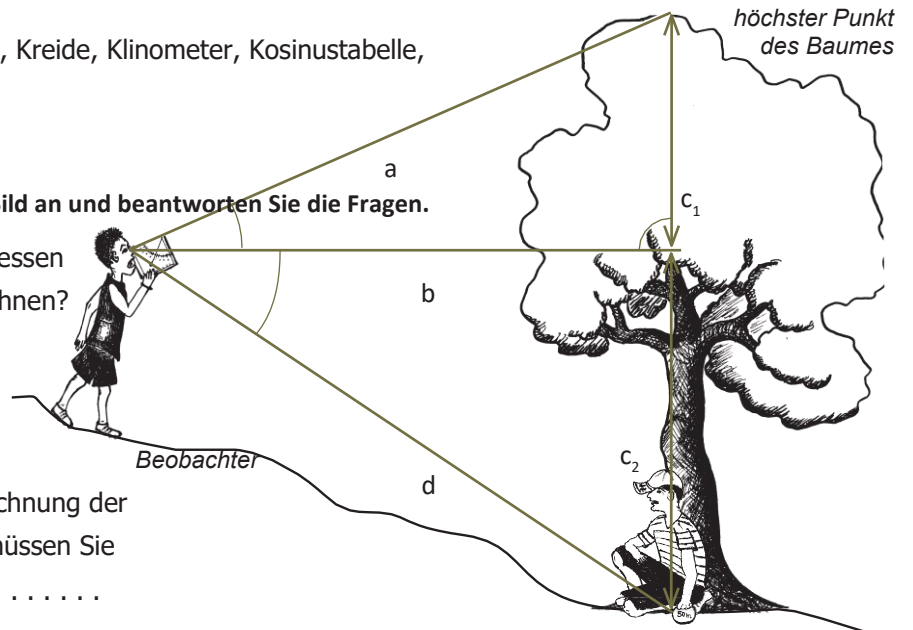 höchster Punkt
des Baumes
, Kreide, Klinometer, Kosinustabelle,
a
c1
ild an und beantworten Sie die Fragen.
essen
b
hnen?
Beobachter
c2
d
chnung der
nüssen Sie
. . . . . .